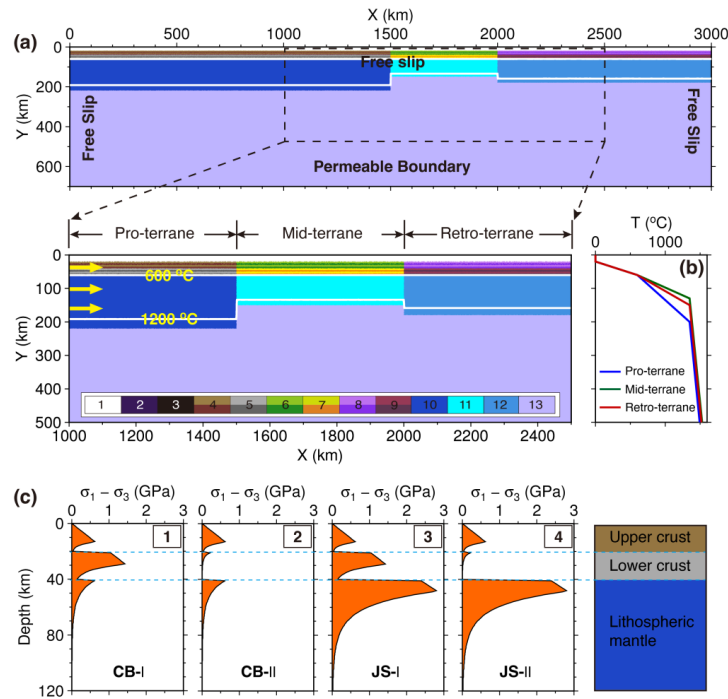 X (km)
(a)
0 500 1000 1500 2000 2500 3000
0
200
400
600
Y (km)
Free Slip
Free slip
Free Slip
Permeable Boundary
Pro-terrane Mid-terrane Retro-terrane
T (°C)
0 1000
(b)
0
100
200
300
400
500
Y (km)
600 °C
1200 °C
Pro-terrane
Mid-terrane
Retro-terrane
1 2 3 4 5 6 7 8 9 10 11 12 13
1000 1200 1400 1600 1800 2000 2200 2400
X (km)
(c)
σ1 − σ3 (GPa) σ1 − σ3 (GPa) σ1 − σ3 (GPa) σ1 − σ3 (GPa)
0 1 2 3 0 1 2 3 0 1 2 3 0 1 2 3
0
40
80
120
Depth (km)
1 2 3 4
CB-I CB-II JS-I JS-II
Upper crust
Lower crust
Lithospheric
mantle